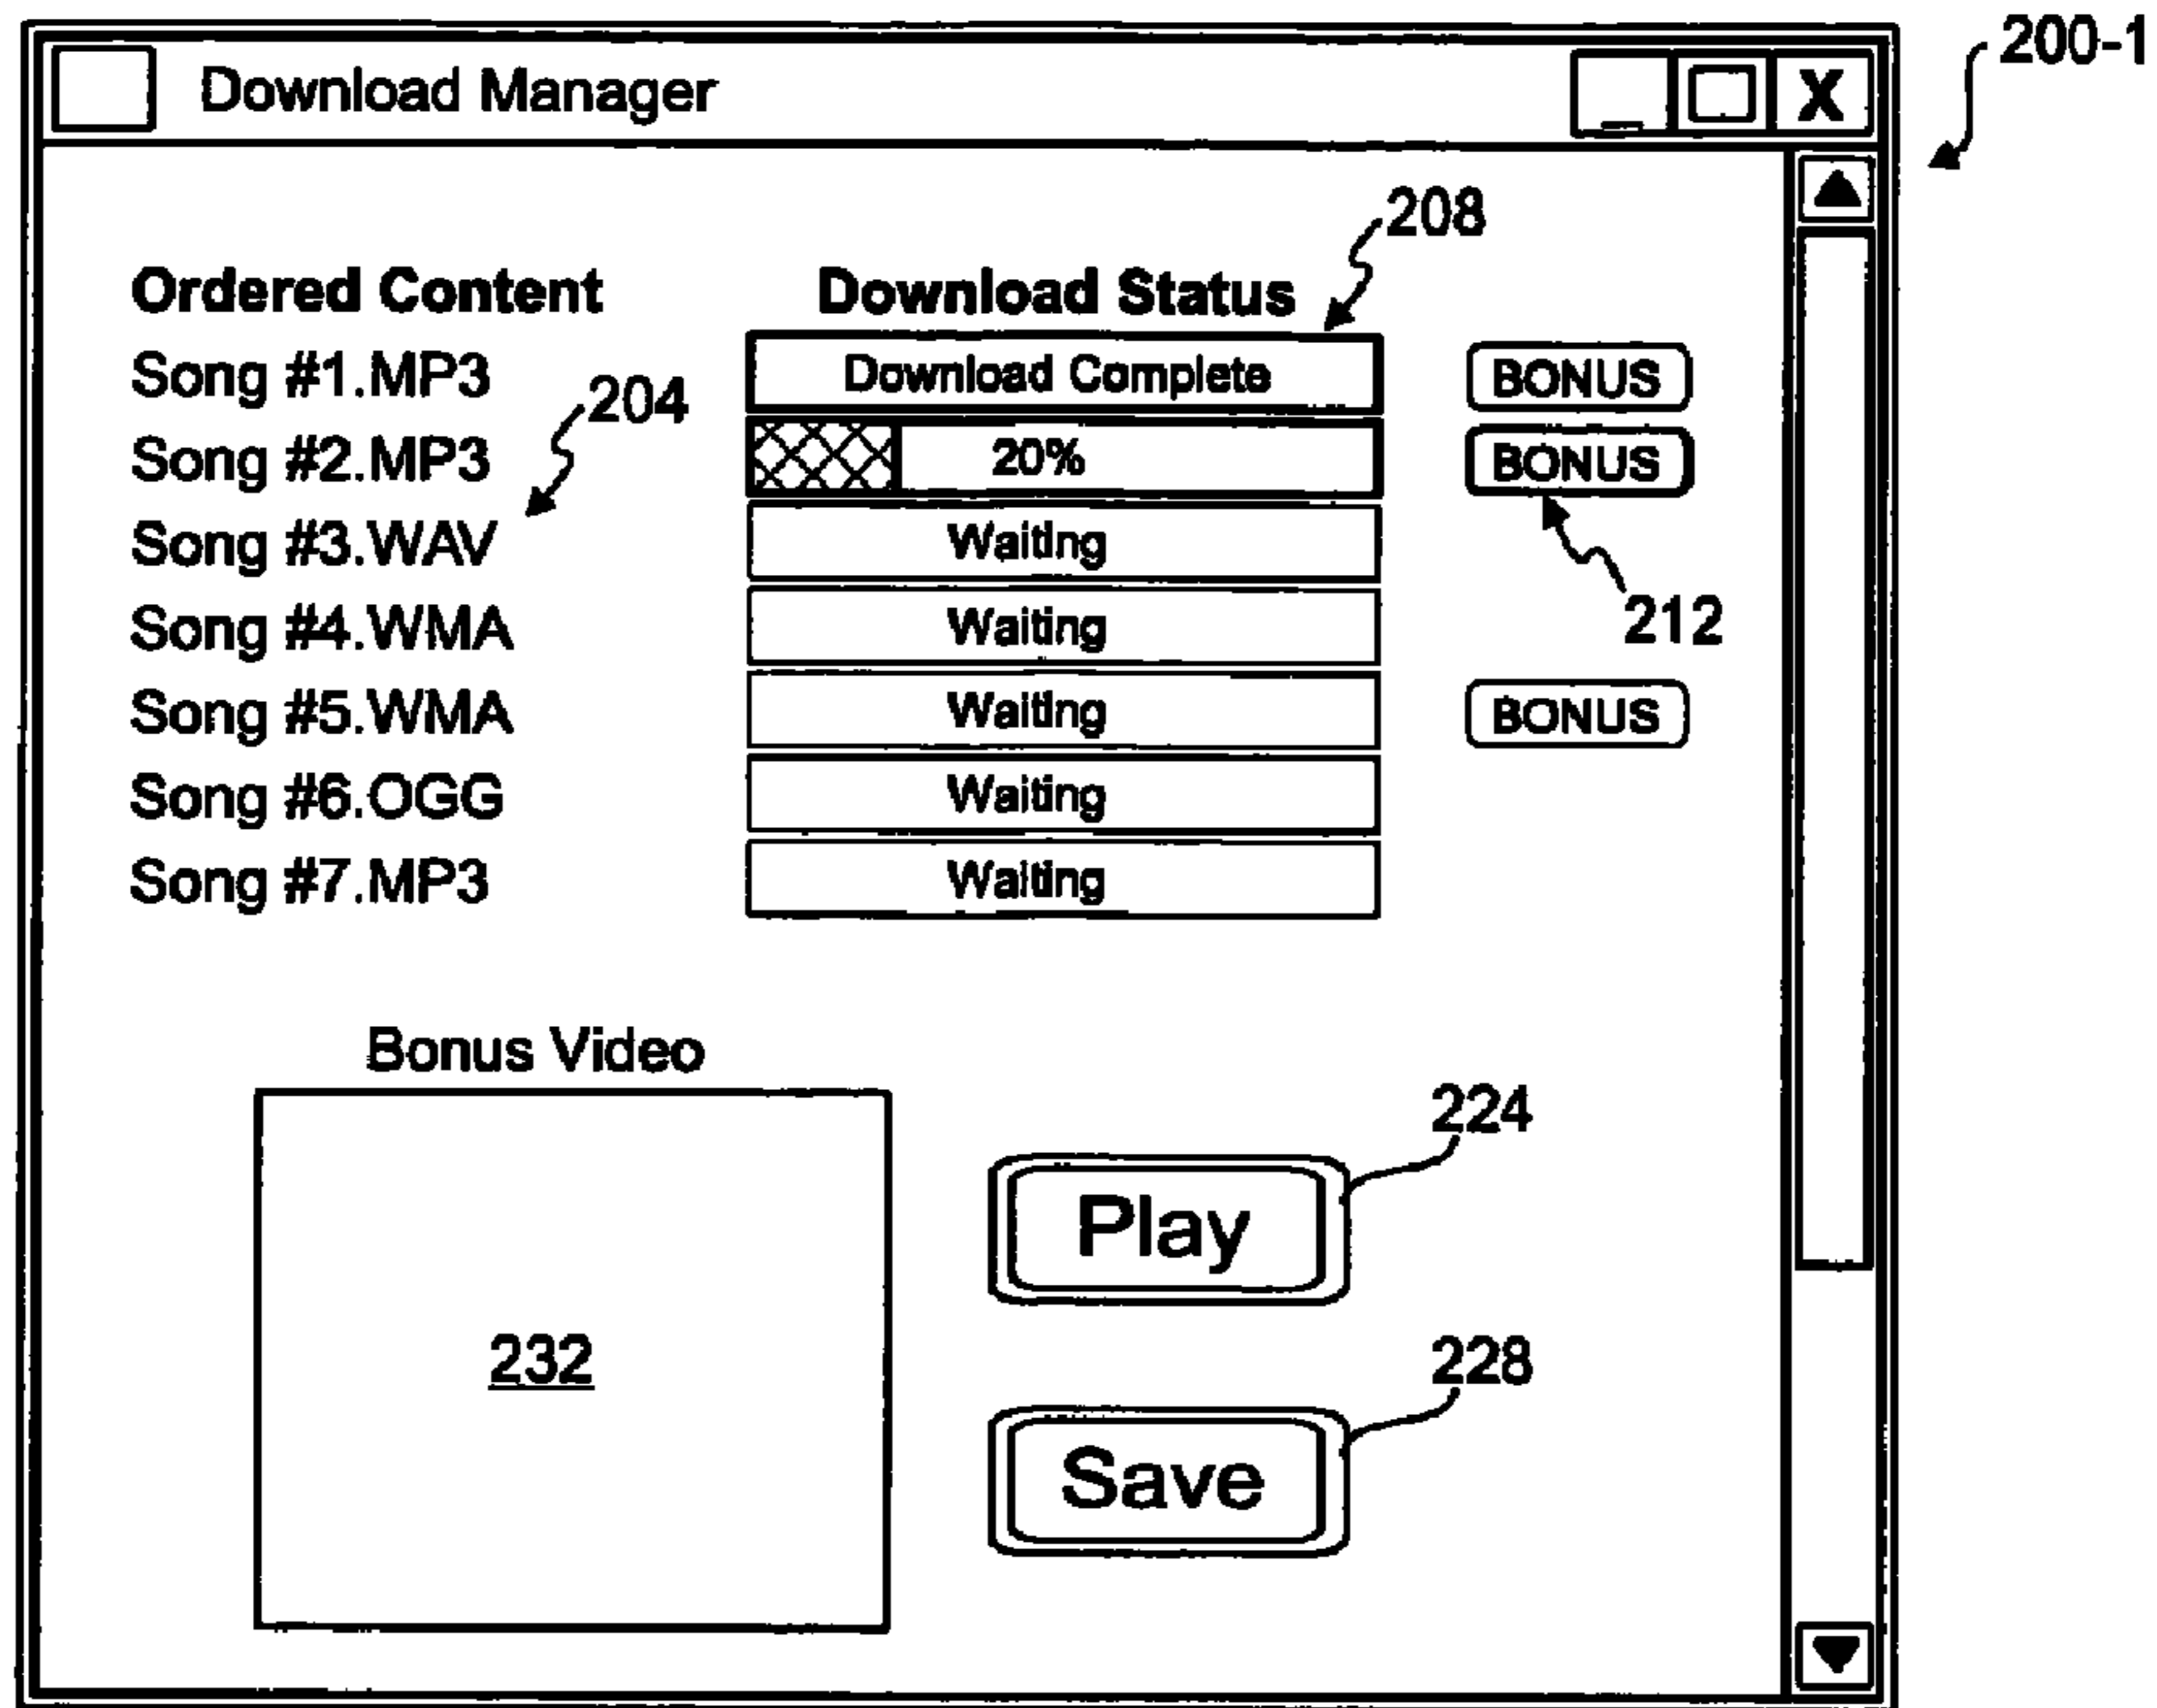 200-1
Download Manager
X
208
Ordered Content Download Status
Song #1.MP3 Download Complete BONUS
204
Song #2.MP3 20% BONUS
Song #3.WAV Waiting
212
Song #4.WMA Waiting
Song #5.WMA Waiting BONUS
Song #6.OGG Waiting
Song #7.MP3 Waiting
Bonus Video
224
Play
232
228
Save